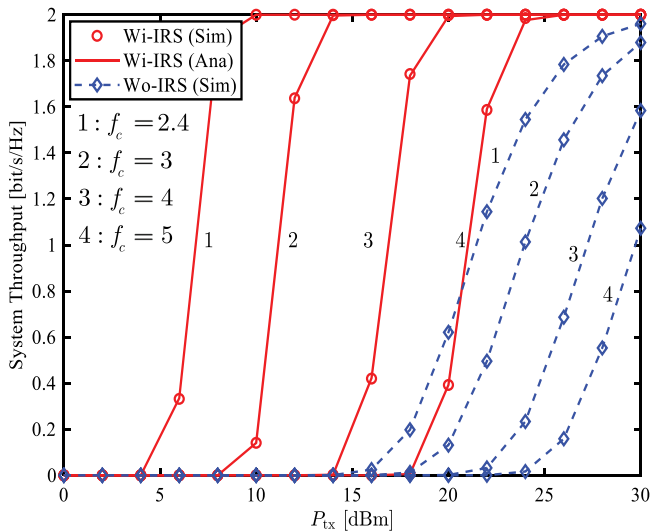 2
1.8
1.6
1.4
1.2
1
0.8
0.6
0.4
0.2
0
System Throughput [bit/s/Hz]
Wi-IRS (Sim)
Wi-IRS (Ana)
Wo-IRS (Sim)
1 : f_c = 2.4
2 : f_c = 3
3 : f_c = 4
4 : f_c = 5
1
2
3
4
1
2
3
4
0
5
10
15
20
25
30
P_tx [dBm]